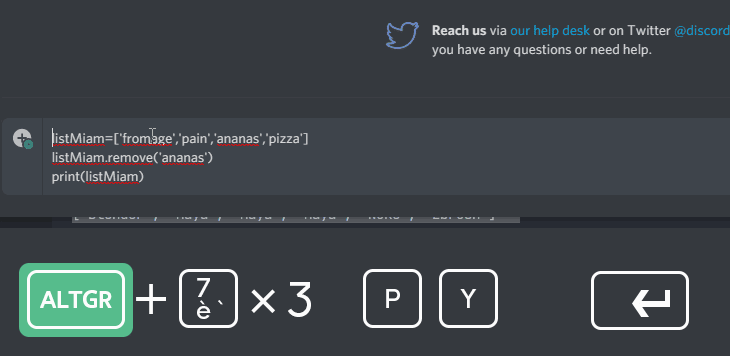 Reach us via our help desk or on Twitter @discord
you have any questions or need help.
listMiam=['fromage','pain','ananas','pizza']
listMiam.remove('ananas')
print(listMiam)
ALTGR + 7 è ` × 3 P Y